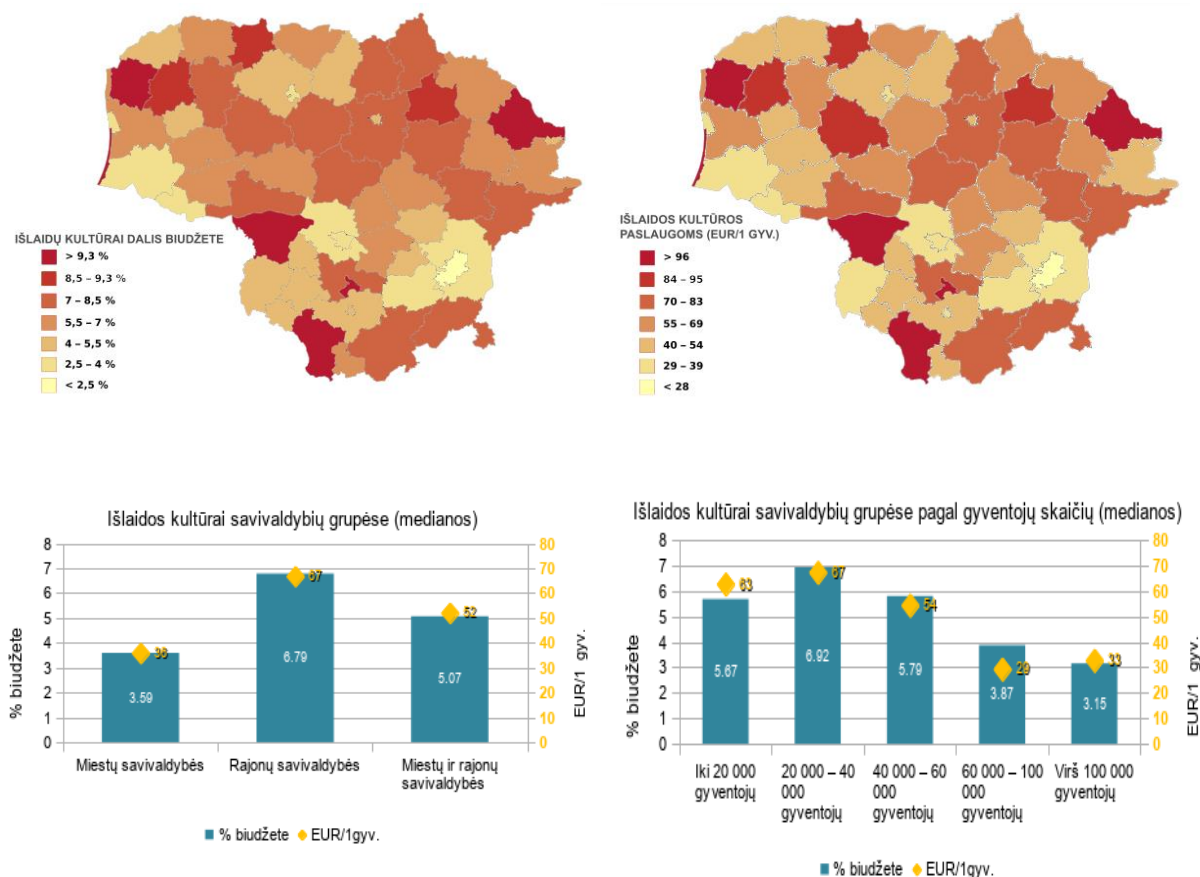 IŠLAIDŲ KULTŪRAI DALIS BIUDŽETE
> 9,3 %
8,5 – 9,3 %
7 – 8,5 %
5,5 – 7 %
4 – 5,5 %
2,5 – 4 %
< 2,5 %
IŠLAIDOS KULTŪROS
PASLAUGOMS (EUR/1 GYV.)
> 96
84 – 95
70 – 83
55 – 69
40 – 54
29 – 39
< 28
Išlaidos kultūrai savivaldybių grupėse (medianos)
% biudžete
8
7
6
5
4
3
2
1
0
36
3.59
67
6.79
52
5.07
80
70
60
50
40
30
20
10
0
EUR/1 gyv.
Miestų savivaldybės
Rajonų savivaldybės
Miestų ir rajonų
savivaldybės
% biudžete
EUR/1gyv.
Išlaidos kultūrai savivaldybių grupėse pagal gyventojų skaičių (medianos)
% biudžete
8
7
6
5
4
3
2
1
0
63
5.67
67
6.92
54
5.79
29
3.87
33
3.15
80
70
60
50
40
30
20
10
0
EUR/1 gyv.
Iki 20 000
gyventojų
20 000 – 40
000
gyventojų
40 000 – 60
000
gyventojų
60 000 – 100
000
gyventojų
Virš 100 000
gyventojų
% biudžete
EUR/1gyv.